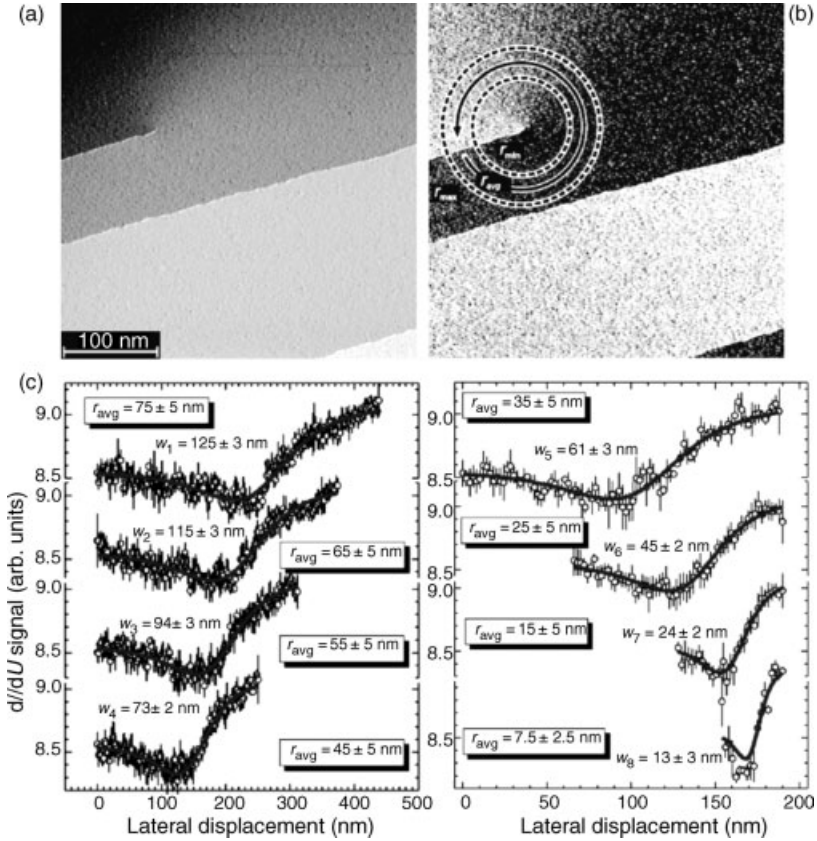 (a)
(b)
r_min
r_avg
r_max
100 nm
(c)
r_avg = 75 ± 5 nm
w_1 = 125 ± 3 nm
w_2 = 115 ± 3 nm
r_avg = 65 ± 5 nm
w_3 = 94 ± 3 nm
r_avg = 55 ± 5 nm
w_4 = 73 ± 2 nm
r_avg = 45 ± 5 nm
9.0
8.5
9.0
8.5
9.0
8.5
9.0
8.5
dI/dU signal (arb. units)
0 100 200 300 400 500
Lateral displacement (nm)
r_avg = 35 ± 5 nm
w_5 = 61 ± 3 nm
r_avg = 25 ± 5 nm
w_6 = 45 ± 2 nm
r_avg = 15 ± 5 nm
w_7 = 24 ± 2 nm
r_avg = 7.5 ± 2.5 nm
w_8 = 13 ± 3 nm
9.0
8.5
9.0
8.5
9.0
8.5
8.5
0 50 100 150 200
Lateral displacement (nm)